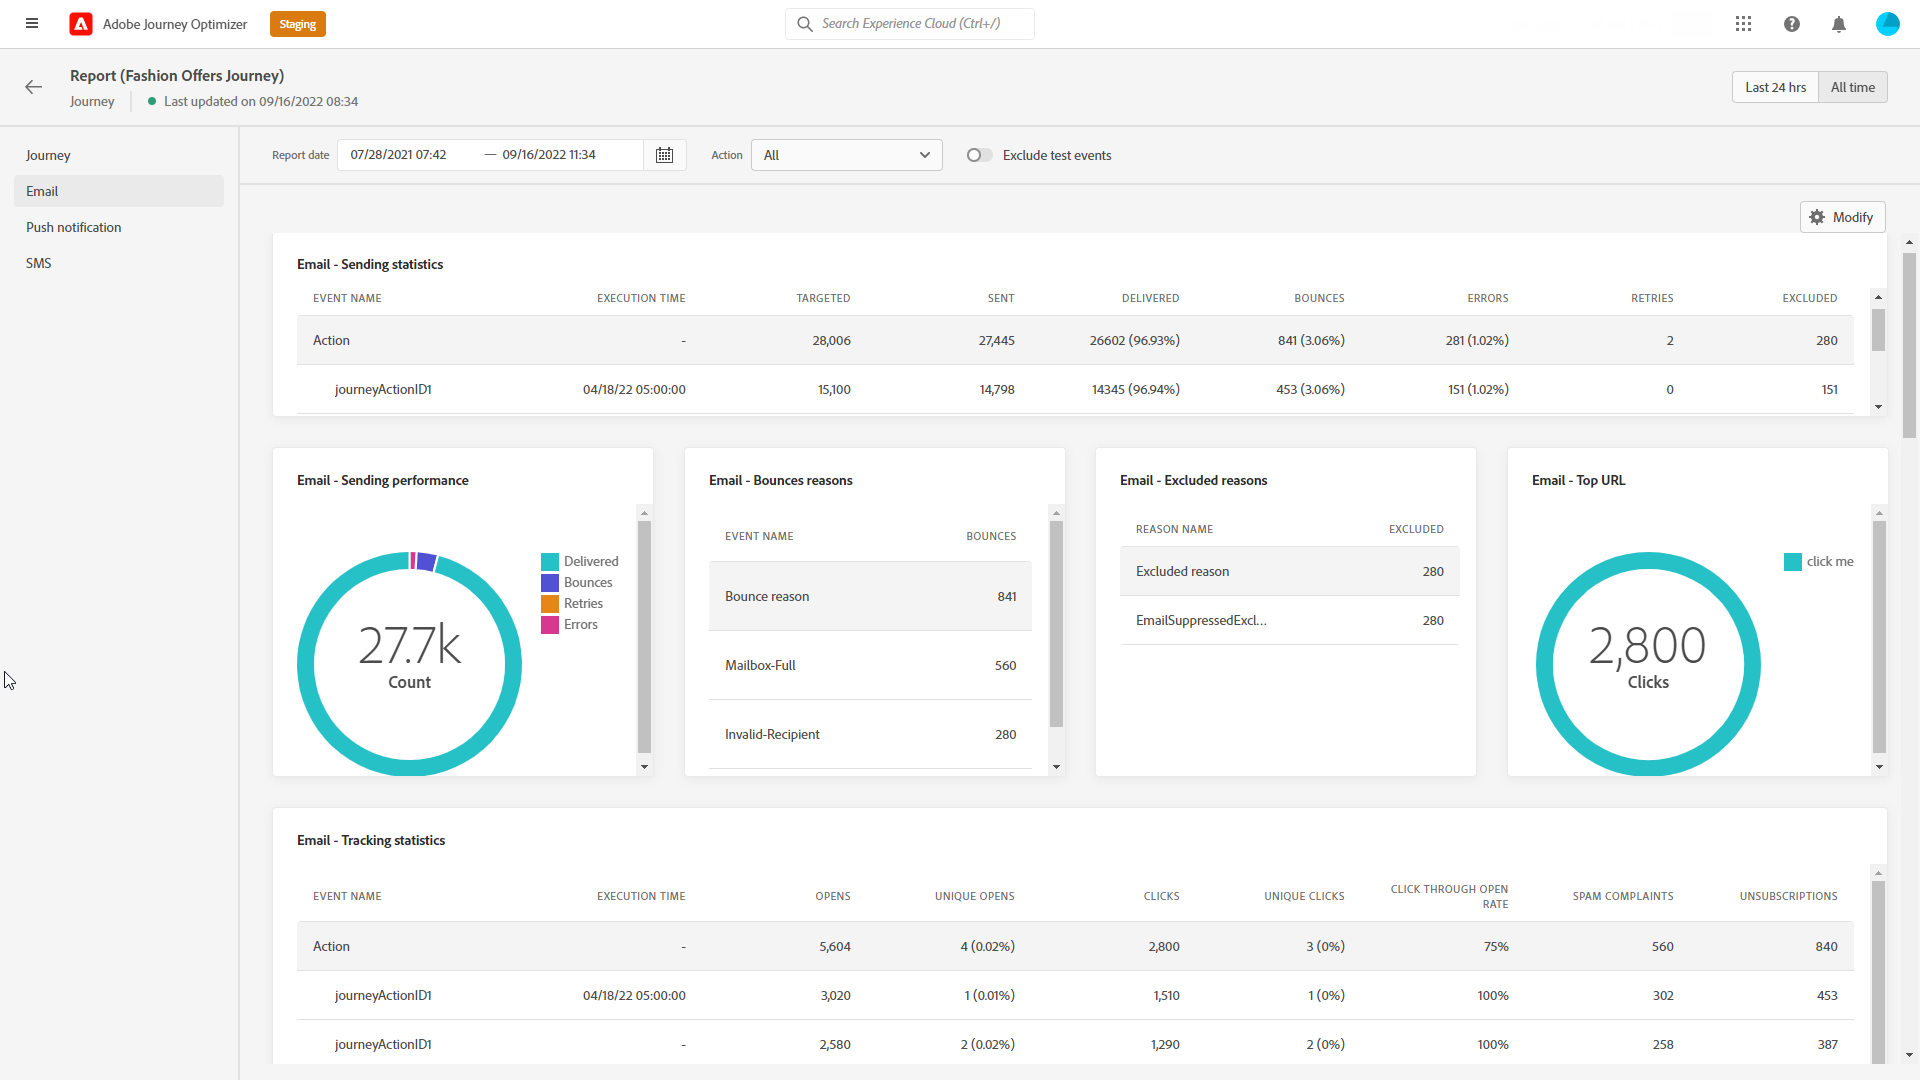 Adobe Journey Optimizer Staging Search Experience Cloud (Ctrl+/)
Report (Fashion Offers Journey)
Journey Last updated on 09/16/2022 08:34
Last 24 hrs All time
Journey
Email
Push notification
SMS
Report date 07/28/2021 07:42 — 09/16/2022 11:34 Action All Exclude test events
Modify
Email - Sending statistics
EVENT NAME EXECUTION TIME TARGETED SENT DELIVERED BOUNCES ERRORS RETRIES EXCLUDED
Action - 28,006 27,445 26602 (96.93%) 841 (3.06%) 281 (1.02%) 2 280
journeyActionID1 04/18/22 05:00:00 15,100 14,798 14345 (96.94%) 453 (3.06%) 151 (1.02%) 0 151
Email - Sending performance
27.7k
Count
Delivered
Bounces
Retries
Errors
Email - Bounces reasons
EVENT NAME BOUNCES
Bounce reason 841
Mailbox-Full 560
Invalid-Recipient 280
Email - Excluded reasons
REASON NAME EXCLUDED
Excluded reason 280
EmailSuppressedExcl... 280
Email - Top URL
2,800
Clicks
click me
Email - Tracking statistics
EVENT NAME EXECUTION TIME OPENS UNIQUE OPENS CLICKS UNIQUE CLICKS CLICK THROUGH OPEN RATE SPAM COMPLAINTS UNSUBSCRIPTIONS
Action - 5,604 4 (0.02%) 2,800 3 (0%) 75% 560 840
journeyActionID1 04/18/22 05:00:00 3,020 1 (0.01%) 1,510 1 (0%) 100% 302 453
journeyActionID1 - 2,580 2 (0.02%) 1,290 2 (0%) 100% 258 387